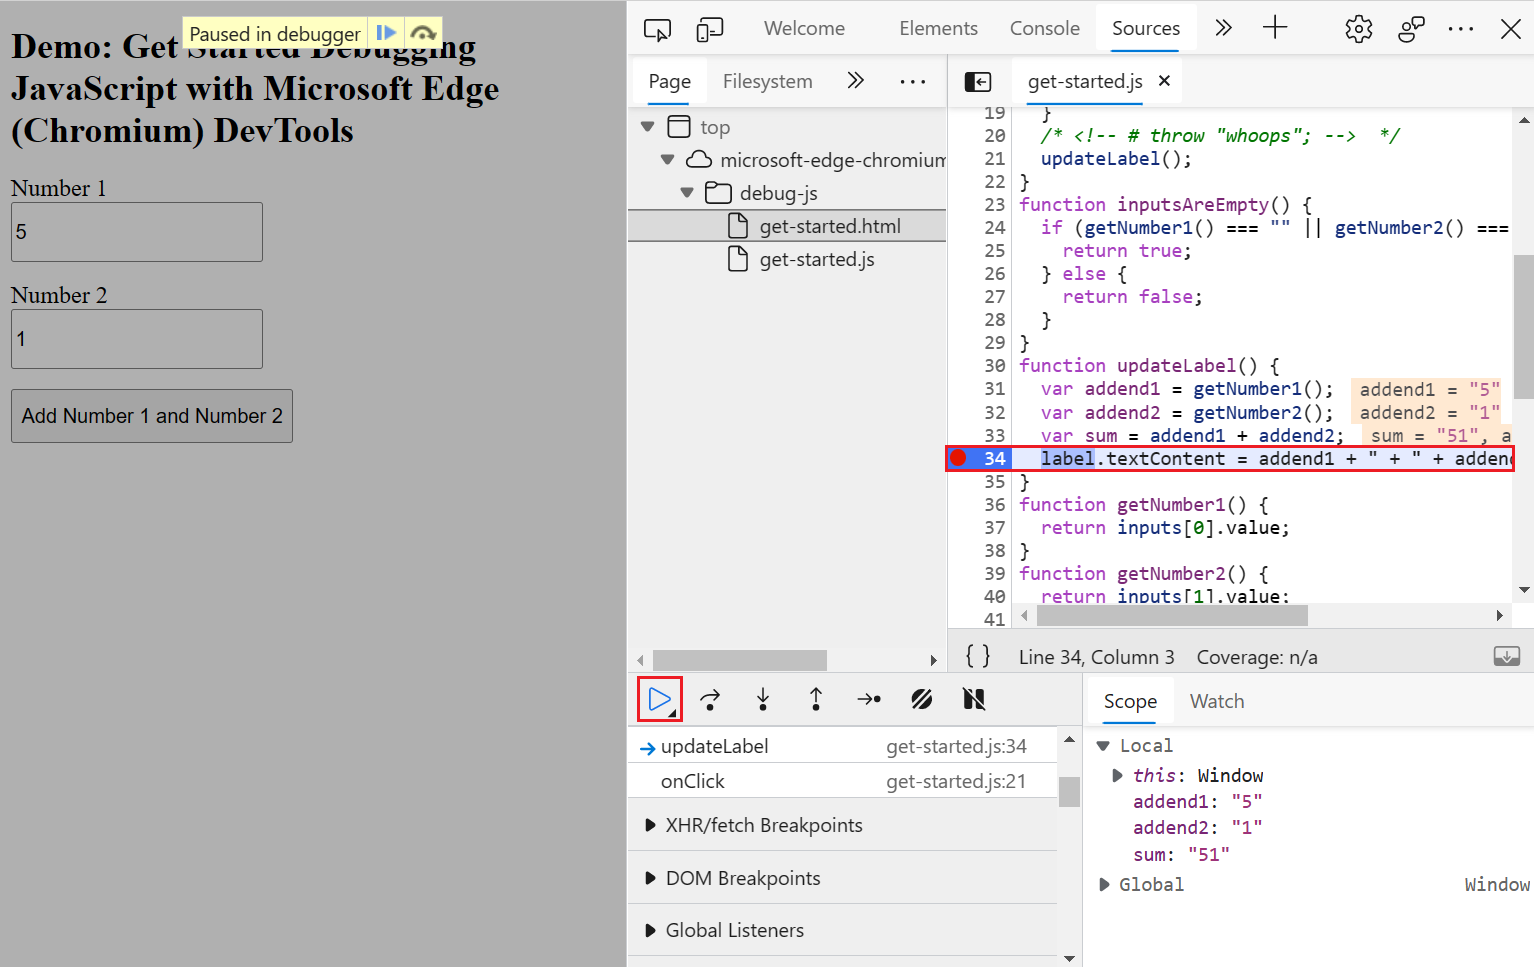 Paused in debugger
Demo: Get Started Debugging
JavaScript with Microsoft Edge
(Chromium) DevTools
Number 1
5
Number 2
1
Add Number 1 and Number 2
Welcome Elements Console Sources
Page Filesystem
top
microsoft-edge-chromium
debug-js
get-started.html
get-started.js
get-started.js
19 }
20 /* <!-- # throw "whoops"; --> */
21 updateLabel();
22 }
23 function inputsAreEmpty() {
24 if (getNumber1() === "" || getNumber2() ===
25 return true;
26 } else {
27 return false;
28 }
29 }
30 function updateLabel() {
31 var addend1 = getNumber1(); addend1 = "5"
32 var addend2 = getNumber2(); addend2 = "1"
33 var sum = addend1 + addend2; sum = "51", a
34 label.textContent = addend1 + " + " + addend
35 }
36 function getNumber1() {
37 return inputs[0].value;
38 }
39 function getNumber2() {
40 return inputs[1].value;
41
{ } Line 34, Column 3 Coverage: n/a
updateLabel get-started.js:34
onClick get-started.js:21
XHR/fetch Breakpoints
DOM Breakpoints
Global Listeners
Scope Watch
Local
this: Window
addend1: "5"
addend2: "1"
sum: "51"
Global Window